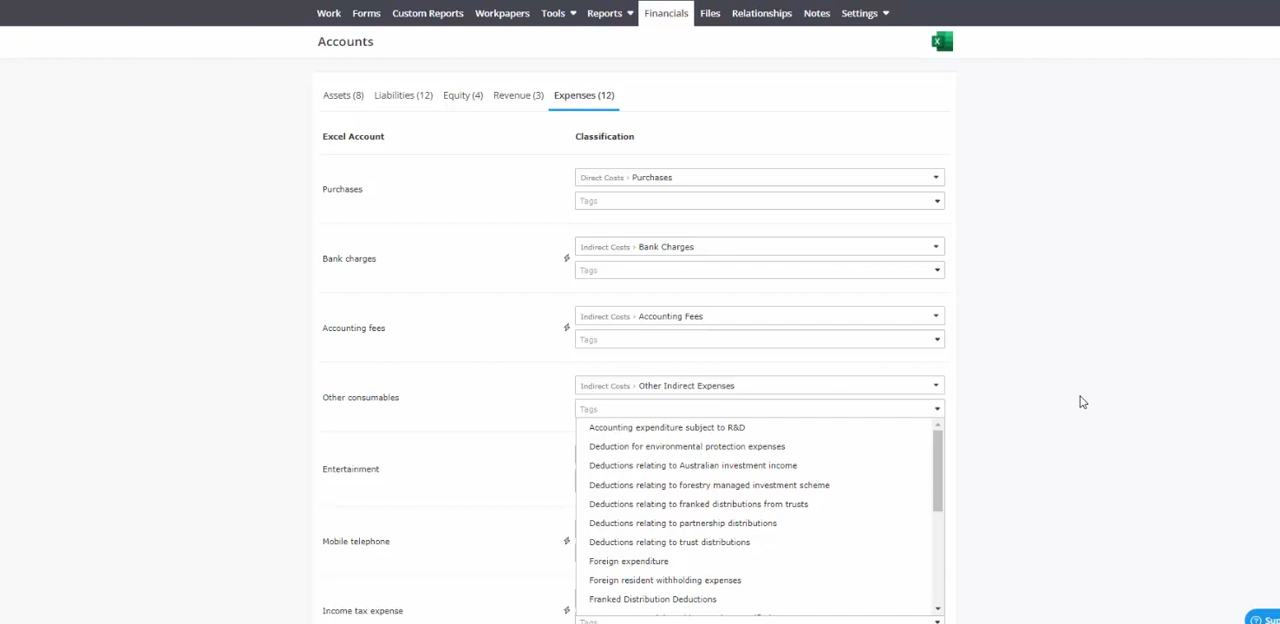 Work Forms Custom Reports Workpapers Tools Reports Financials Files Relationships Notes Settings
Accounts
Assets (8) Liabilities (12) Equity (4) Revenue (3) Expenses (12)
Excel Account Classification
Direct Costs › Purchases
Purchases
Tags
Indirect Costs › Bank Charges
Bank charges
Tags
Indirect Costs › Accounting Fees
Accounting fees
Tags
Indirect Costs › Other Indirect Expenses
Other consumables
Tags
Accounting expenditure subject to R&D
Deduction for environmental protection expenses
Deductions relating to Australian investment income
Entertainment
Deductions relating to forestry managed investment scheme
Deductions relating to franked distributions from trusts
Deductions relating to partnership distributions
Mobile telephone
Deductions relating to trust distributions
Foreign expenditure
Foreign resident withholding expenses
Franked Distribution Deductions
Income tax expense
Tags